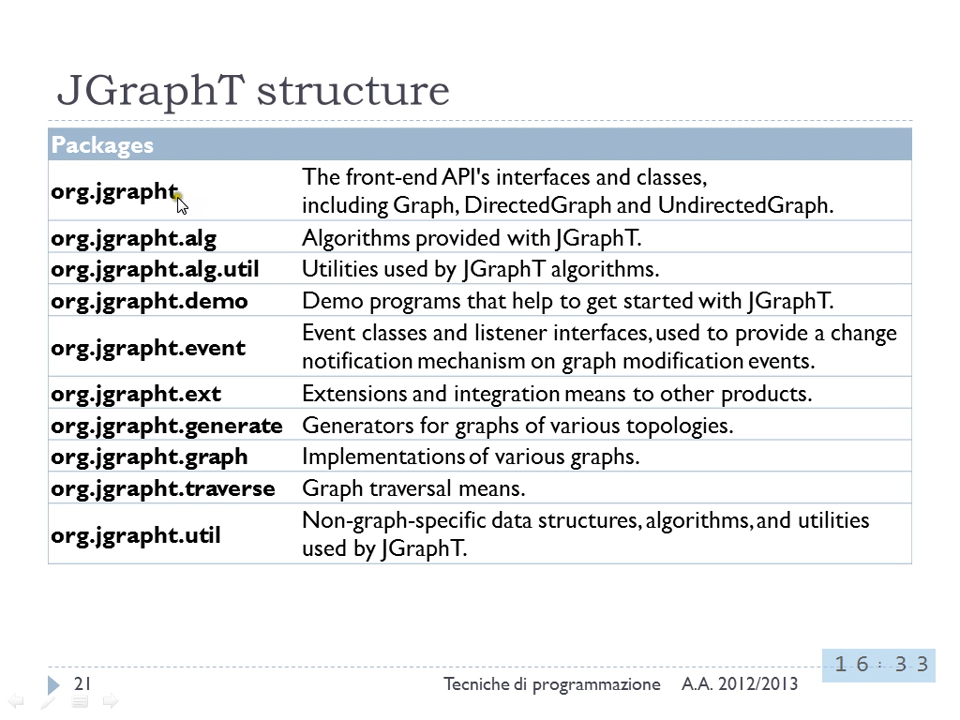 JGraphT structure
Packages
org.jgrapht
The front-end API's interfaces and classes,
including Graph, DirectedGraph and UndirectedGraph.
org.jgrapht.alg
Algorithms provided with JGraphT.
org.jgrapht.alg.util
Utilities used by JGraphT algorithms.
org.jgrapht.demo
Demo programs that help to get started with JGraphT.
org.jgrapht.event
Event classes and listener interfaces, used to provide a change
notification mechanism on graph modification events.
org.jgrapht.ext
Extensions and integration means to other products.
org.jgrapht.generate
Generators for graphs of various topologies.
org.jgrapht.graph
Implementations of various graphs.
org.jgrapht.traverse
Graph traversal means.
org.jgrapht.util
Non-graph-specific data structures, algorithms, and utilities
used by JGraphT.
21
Tecniche di programmazione
A.A. 2012/2013
16:33